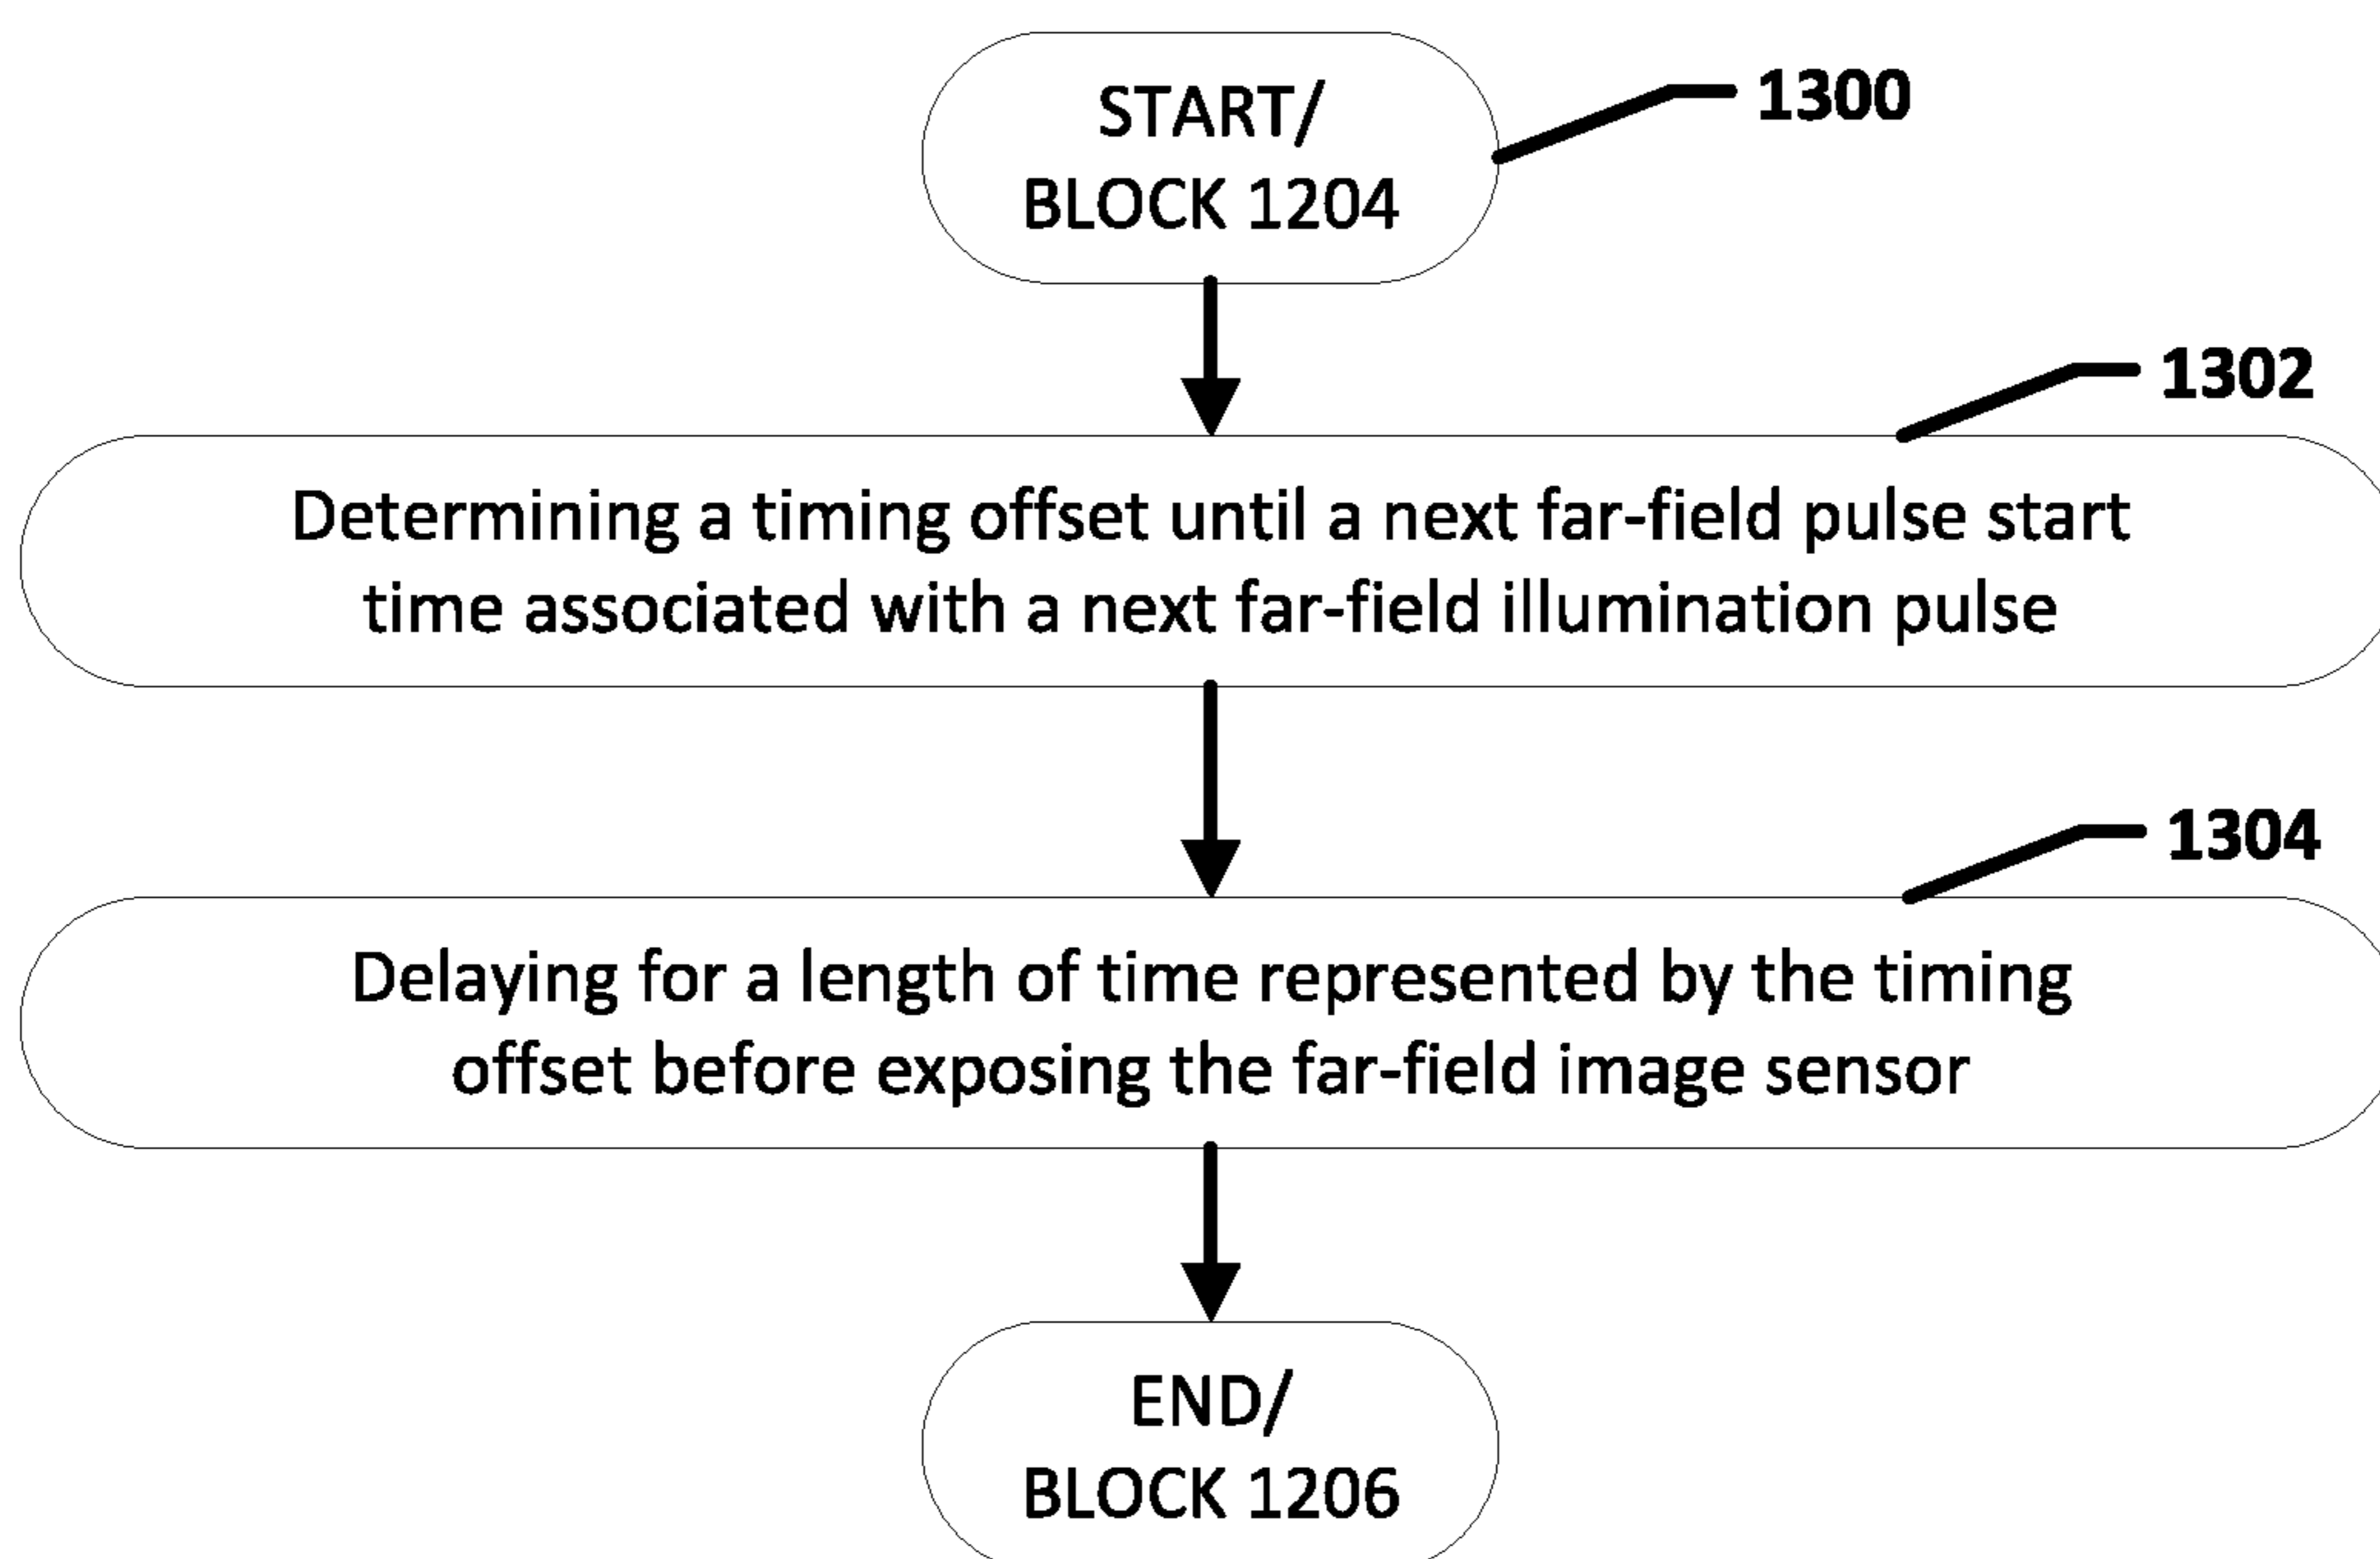 START/
BLOCK 1204
1300
1302
Determining a timing offset until a next far-field pulse start
time associated with a next far-field illumination pulse
1304
Delaying for a length of time represented by the timing
offset before exposing the far-field image sensor
END/
BLOCK 1206